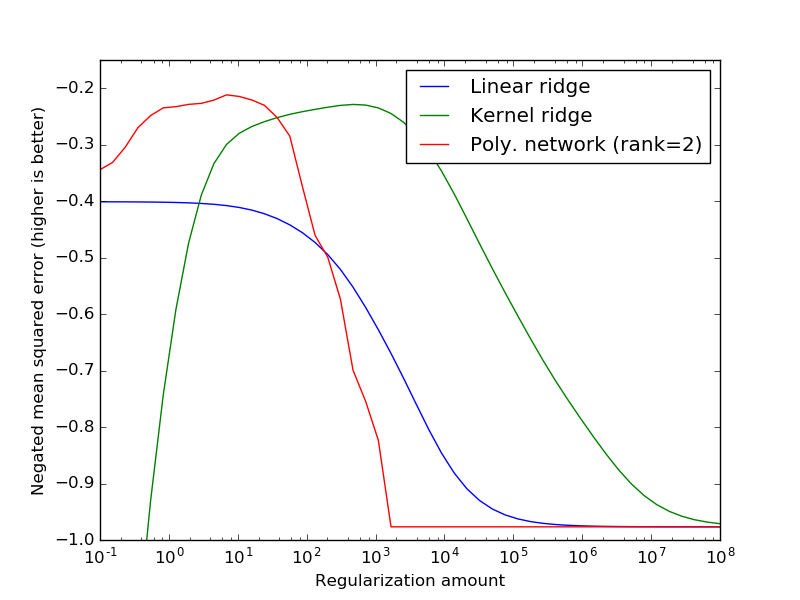 Linear ridge
Kernel ridge
Poly. network (rank=2)
Negated mean squared error (higher is better)
−0.2
−0.3
−0.4
−0.5
−0.6
−0.7
−0.8
−0.9
−1.0
10^-1 10^0 10^1 10^2 10^3 10^4 10^5 10^6 10^7 10^8
Regularization amount